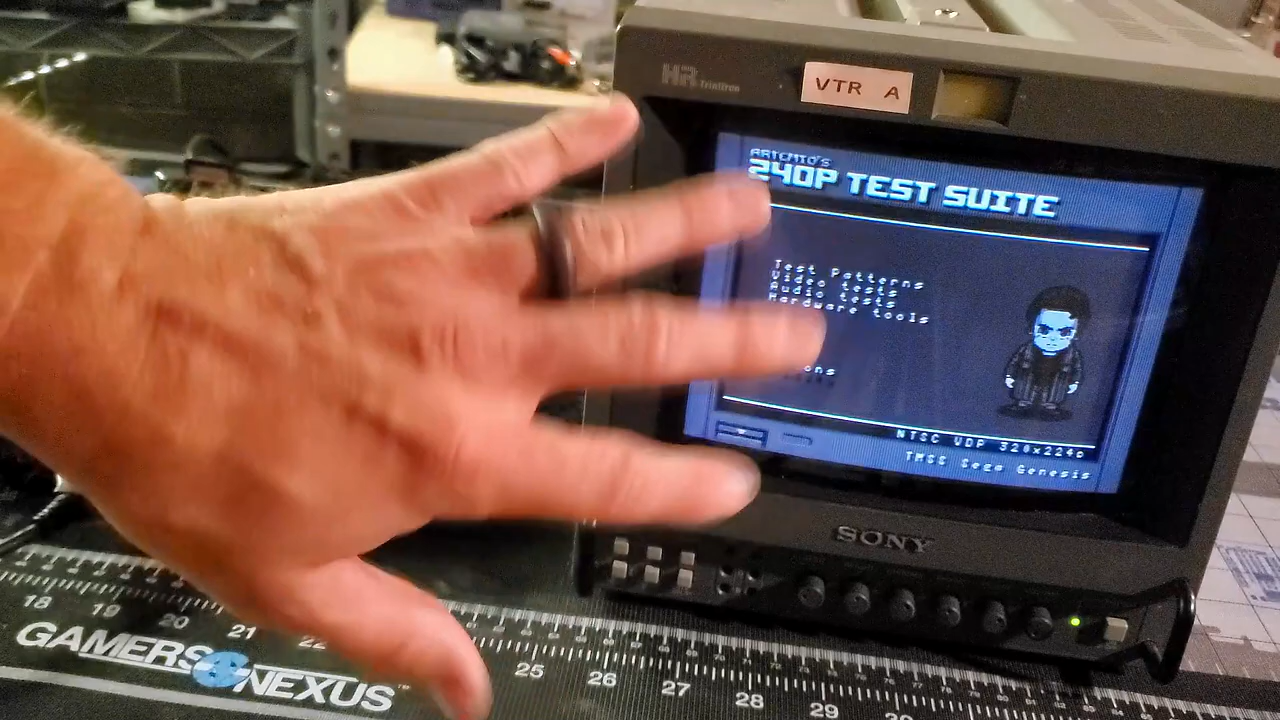 HR Trinitron
VTR A
ARTEMIO'S
240P TEST SUITE
Test Patterns
Video tests
Audio tests
Hardware tools
ons
NTSC VDP 320x224p
TMSS Sega Genesis
SONY
18 19 20 21 22 25 26 27 28 29
GAMERS NEXUS